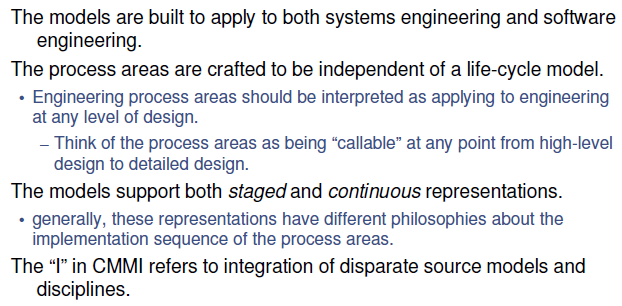 The models are built to apply to both systems engineering and software
engineering.
The process areas are crafted to be independent of a life-cycle model.
• Engineering process areas should be interpreted as applying to engineering
at any level of design.
– Think of the process areas as being “callable” at any point from high-level
design to detailed design.
The models support both staged and continuous representations.
• generally, these representations have different philosophies about the
implementation sequence of the process areas.
The “I” in CMMI refers to integration of disparate source models and
disciplines.